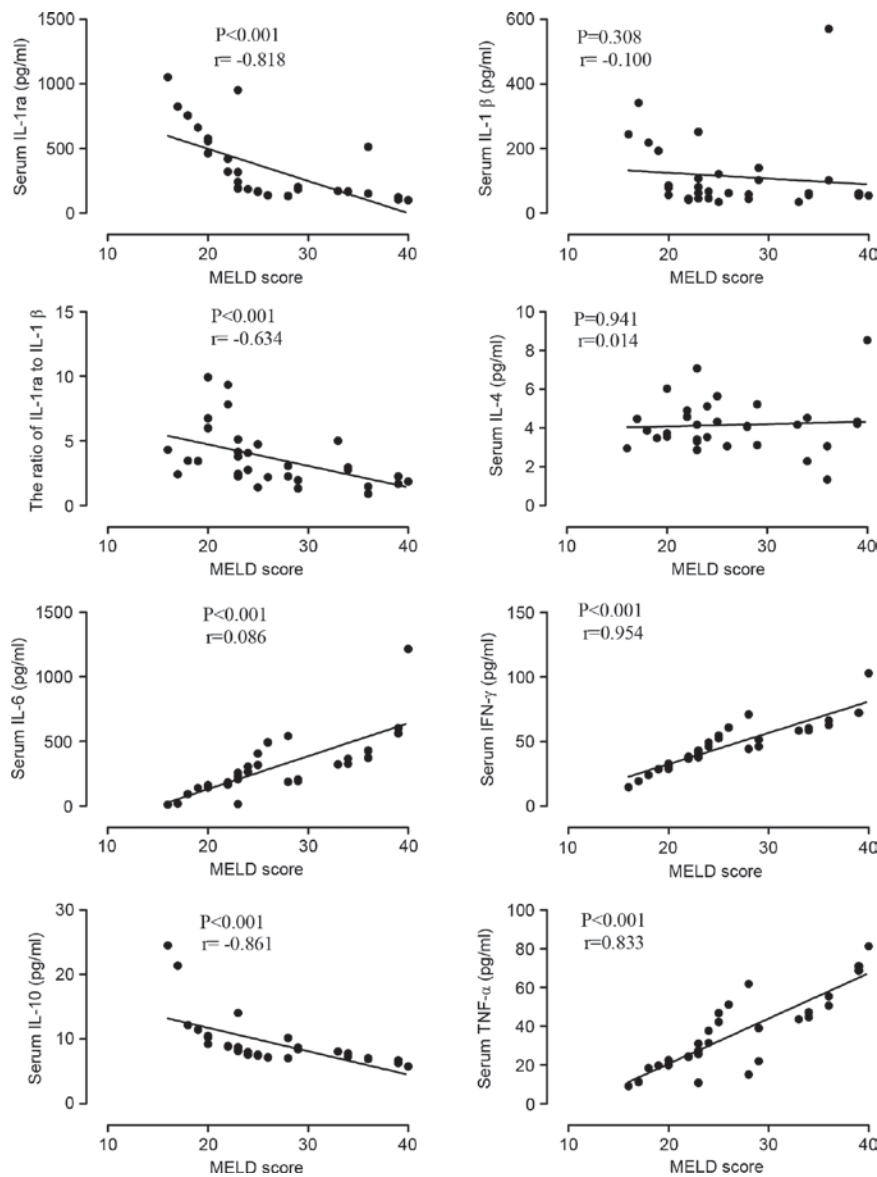 P<0.001
r= -0.818
Serum IL-1ra (pg/ml)
1500
1000
500
0
10 20 30 40
MELD score
P=0.308
r= -0.100
Serum IL-1 β (pg/ml)
600
400
200
0
10 20 30 40
MELD score
P<0.001
r= -0.634
The ratio of IL-1ra to IL-1 β
15
10
5
0
10 20 30 40
MELD score
P=0.941
r=0.014
Serum IL-4 (pg/ml)
10
8
6
4
2
0
10 20 30 40
MELD score
P<0.001
r=0.086
Serum IL-6 (pg/ml)
1500
1000
500
0
10 20 30 40
MELD score
P<0.001
r=0.954
Serum IFN-γ (pg/ml)
150
100
50
0
10 20 30 40
MELD score
P<0.001
r= -0.861
Serum IL-10 (pg/ml)
30
20
10
0
10 20 30 40
MELD score
P<0.001
r=0.833
Serum TNF-α (pg/ml)
100
80
60
40
20
0
10 20 30 40
MELD score